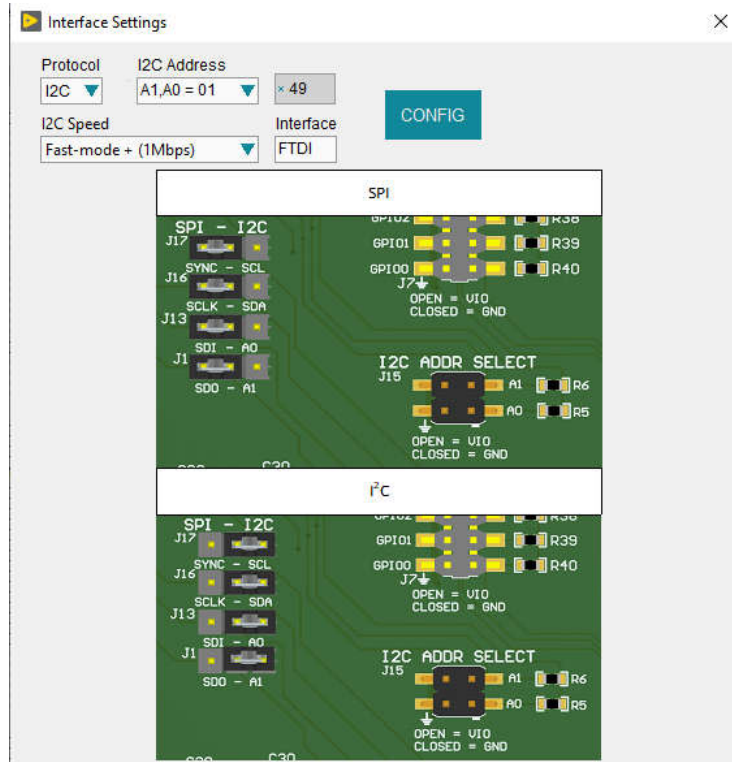 Interface Settings
Protocol
I2C Address
I2C
A1,A0 = 01
× 49
CONFIG
I2C Speed
Interface
Fast-mode + (1Mbps)
FTDI
SPI
SPI - I2C
J17
SYNC - SCL
J16
SCLK - SDA
J13
SDI - A0
J1
SDO - A1
GPIO2
R38
GPIO1
R39
GPIO0
R40
J7
OPEN = VIO
CLOSED = GND
I2C ADDR SELECT
J15
A1
R6
A0
R5
OPEN = VIO
CLOSED = GND
C30
I²C
SPI - I2C
J17
SYNC - SCL
J16
SCLK - SDA
J13
SDI - A0
J1
SDO - A1
GPIO2
R38
GPIO1
R39
GPIO0
R40
J7
OPEN = VIO
CLOSED = GND
I2C ADDR SELECT
J15
A1
R6
A0
R5
OPEN = VIO
CLOSED = GND
C30